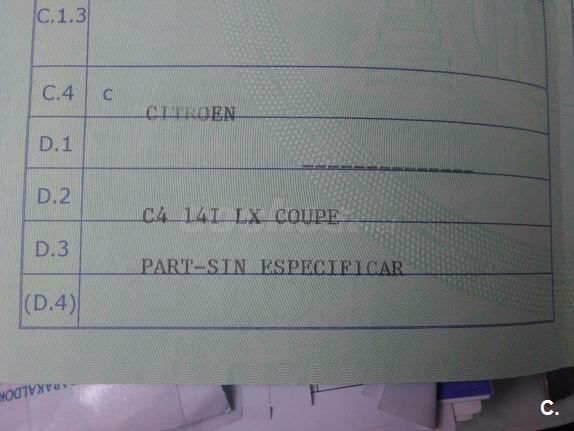 C.1.3
C.4 c
CITROEN
D.1
---------------
D.2
C4 14I LX COUPE
D.3
PART-SIN ESPECIFICAR
(D.4)
C.